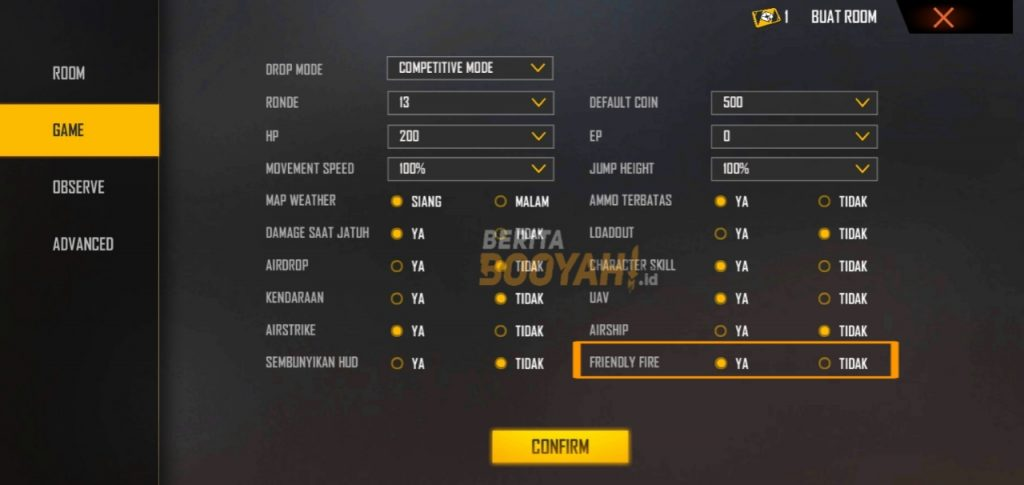 1 BUAT ROOM
ROOM
GAME
OBSERVE
ADVANCED
DROP MODE COMPETITIVE MODE
RONDE 13 DEFAULT COIN 500
HP 200 EP 0
MOVEMENT SPEED 100% JUMP HEIGHT 100%
MAP WEATHER SIANG MALAM AMMO TERBATAS YA TIDAK
DAMAGE SAAT JATUH YA TIDAK LOADOUT YA TIDAK
AIRDROP YA TIDAK CHARACTER SKILL YA TIDAK
KENDARAAN YA TIDAK UAV YA TIDAK
AIRSTRIKE YA TIDAK AIRSHIP YA TIDAK
SEMBUNYIKAN HUD YA TIDAK FRIENDLY FIRE YA TIDAK
BERITA
BOOYAH!.id
CONFIRM